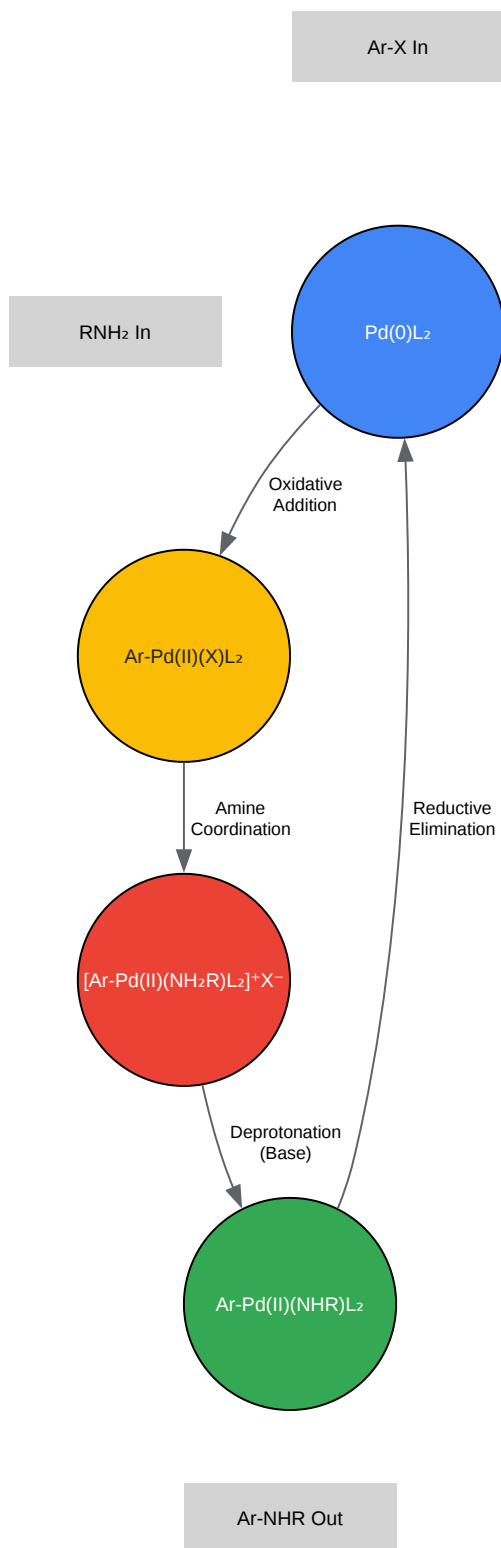 Ar-X In
RNH₂ In
Pd(0)L₂
Oxidative
Addition
Ar-Pd(II)(X)L₂
Amine
Coordination
Reductive
Elimination
[Ar-Pd(II)(NH₂R)L₂]⁺X⁻
Deprotonation
(Base)
Ar-Pd(II)(NHR)L₂
Ar-NHR Out